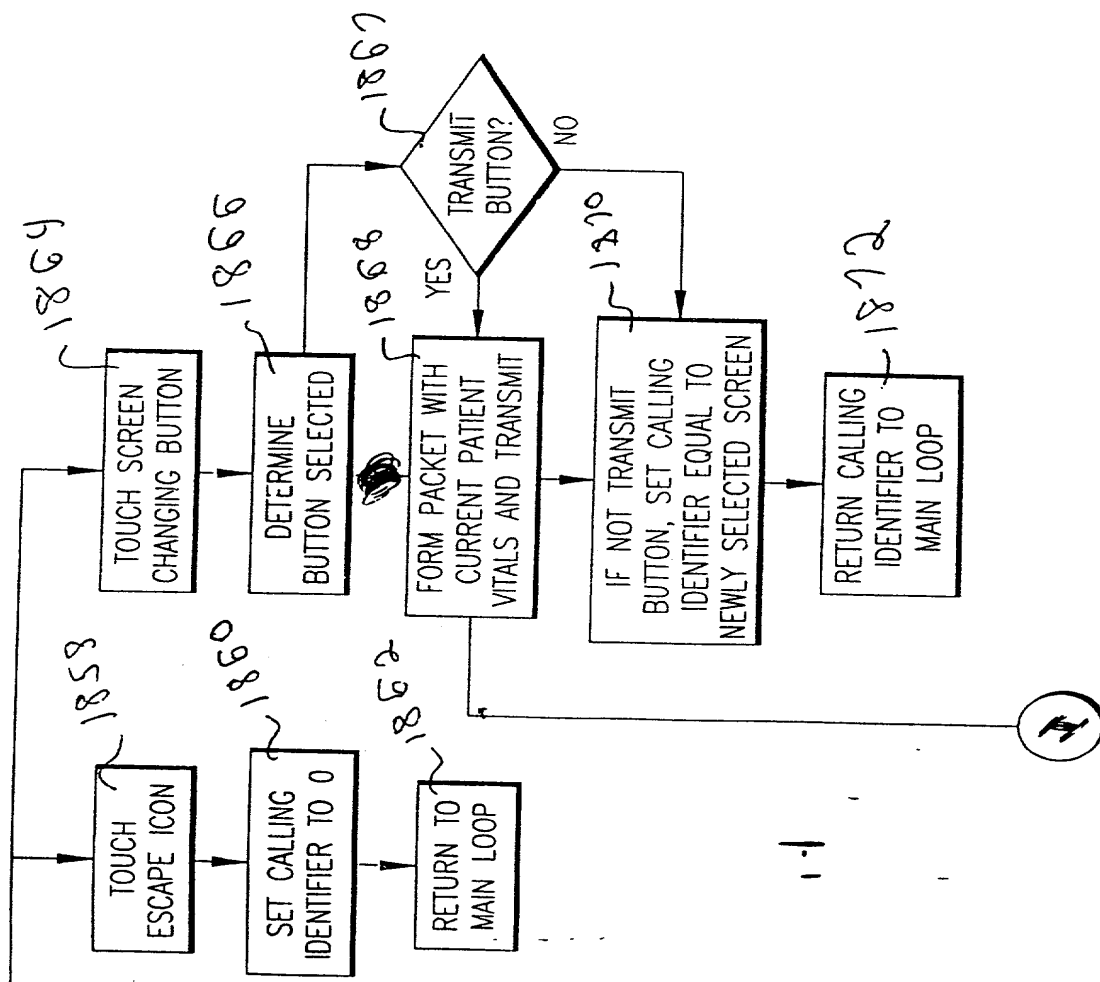 1858
TOUCH
ESCAPE ICON
1860
SET CALLING
IDENTIFIER TO 0
1862
RETURN TO
MAIN LOOP
1864
TOUCH SCREEN
CHANGING BUTTON
1866
DETERMINE
BUTTON SELECTED
1867
TRANSMIT
BUTTON?
YES
NO
1868
FORM PACKET WITH
CURRENT PATIENT
VITALS AND TRANSMIT
1870
IF NOT TRANSMIT
BUTTON, SET CALLING
IDENTIFIER EQUAL TO
NEWLY SELECTED SCREEN
1872
RETURN CALLING
IDENTIFIER TO
MAIN LOOP
H